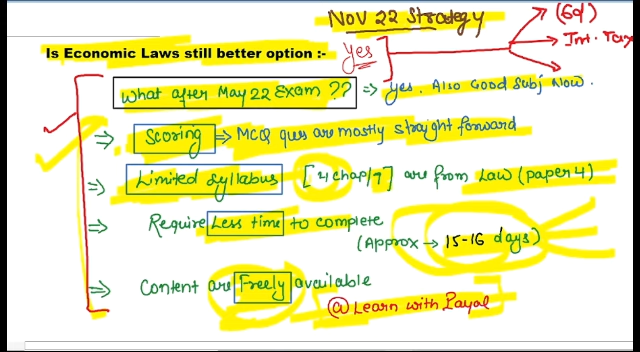 Nov 22 Strategy
(6d)
Int. Tax
Is Economic Laws still better option :-
Yes
What after May 22 Exam ?? ⇒ yes. Also Good Subj Now.
⇒ Scoring ⇒ MCQ ques are mostly straight forward
⇒ Limited syllabus [4 chap/7] are from Law (paper 4)
⇒ Require Less time to complete
(Approx → 15-16 days)
⇒ Content are Freely available
@ Learn with Payal